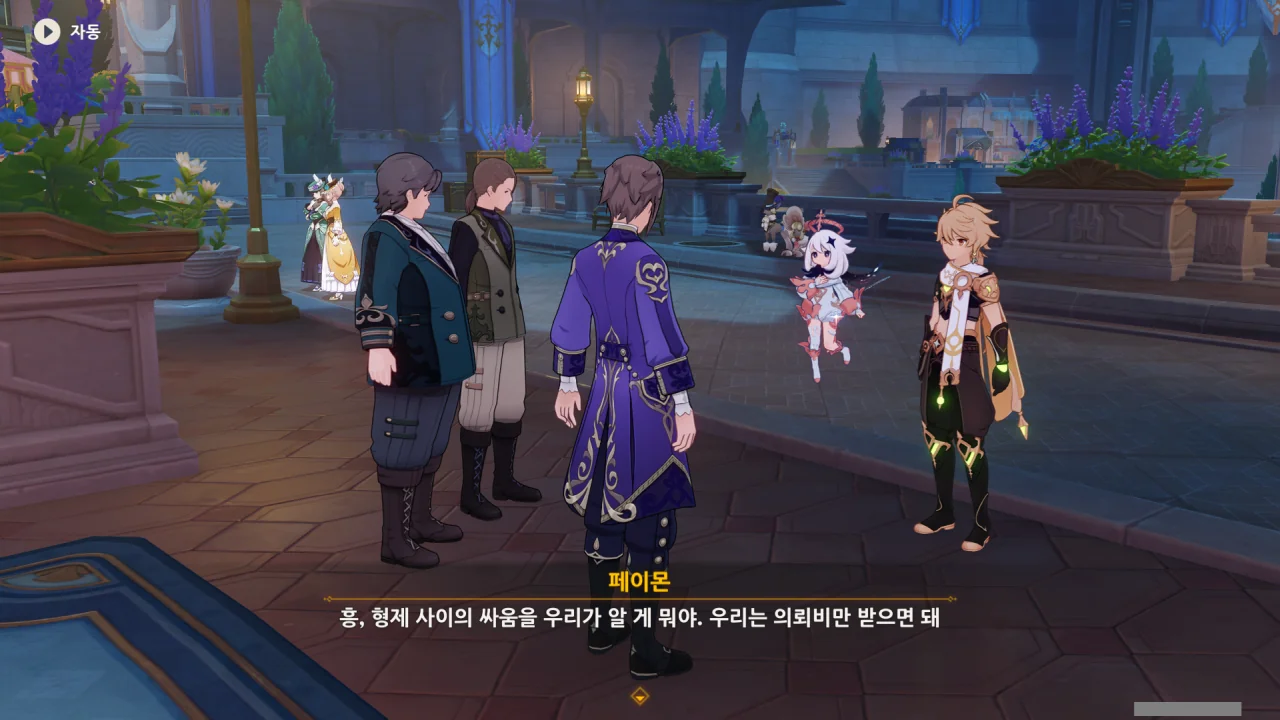 자동
페이몬
흥, 형제 사이의 싸움을 우리가 알 게 뭐야. 우리는 의뢰비만 받으면 돼